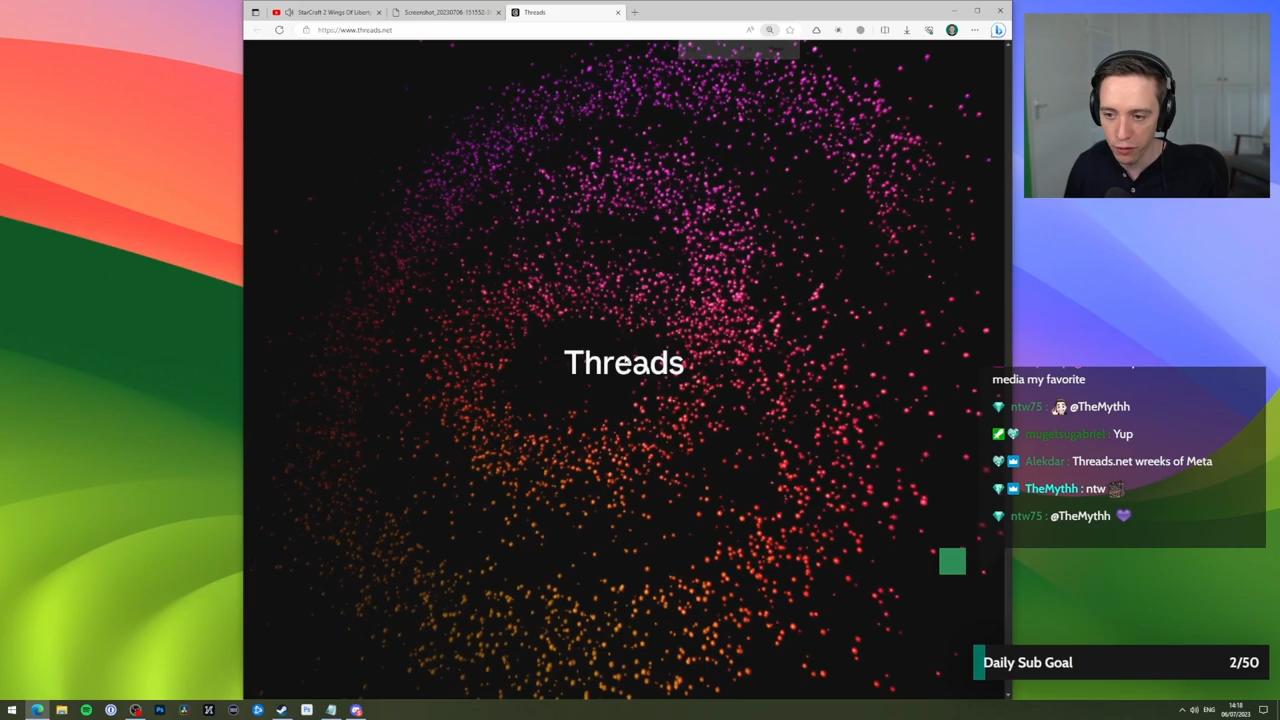 StarCraft 2 Wings Of Libert
Screenshot_20230706-151552-3
Threads
https://www.threads.net
Threads
media my favorite
ntw75 : @TheMythh
mugetsugabriel : Yup
Alekdar : Threads.net wreeks of Meta
TheMythh : ntw
ntw75 : @TheMythh
Daily Sub Goal 2/50
ENG
14:18
06/07/2023